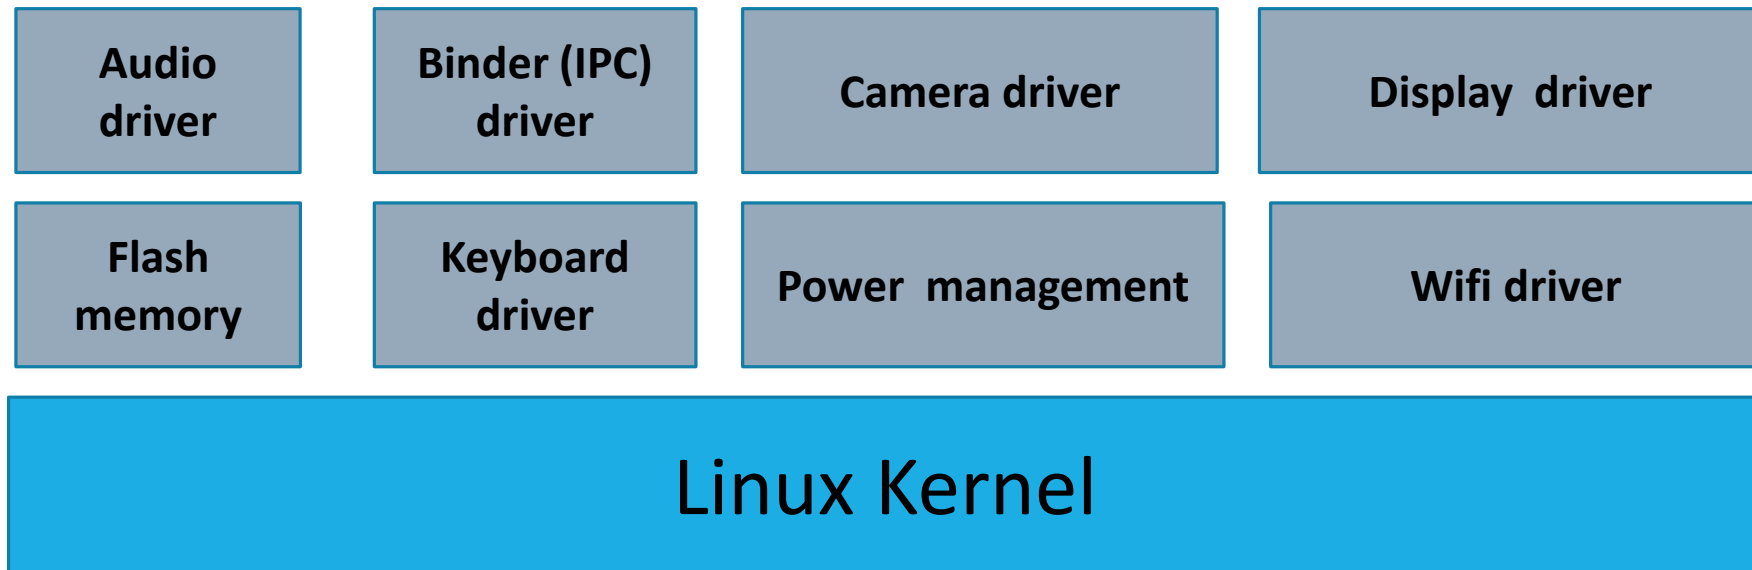 Audio
driver
Binder (IPC)
driver
Camera driver
Display  driver
Flash
memory
Keyboard
driver
Power  management
Wifi driver
Linux Kernel